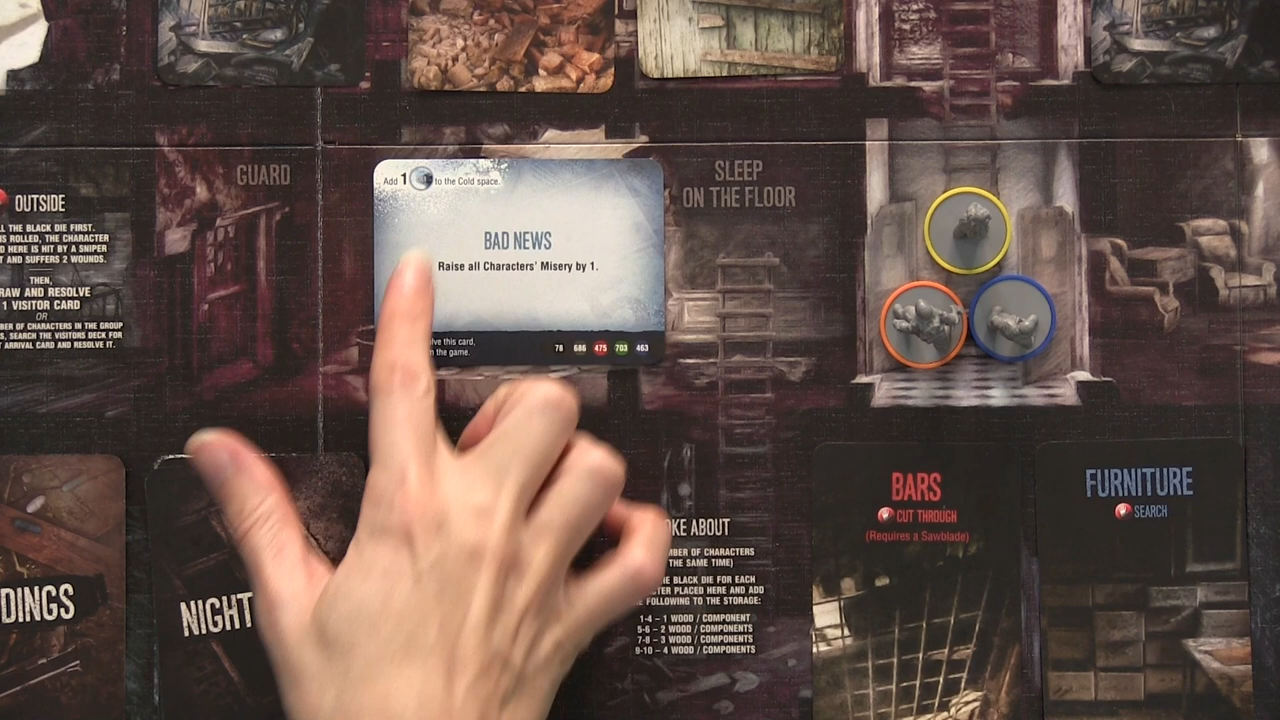 GUARD
OUTSIDE
LL THE BLACK DIE FIRST.
IS ROLLED, THE CHARACTER
D HERE IS HIT BY A SNIPER
T AND SUFFERS 2 WOUNDS.
THEN,
RAW AND RESOLVE
1 VISITOR CARD
OR
BER OF CHARACTERS IN THE GROUP
S, SEARCH THE VISITORS DECK FOR
T ARRIVAL CARD AND RESOLVE IT.
Add 1 to the Cold space.
BAD NEWS
Raise all Characters' Misery by 1.
lve this card,
m the game.
78 686 475 703 463
SLEEP
ON THE FLOOR
DINGS
NIGHT
OKE ABOUT
MBER OF CHARACTERS
THE SAME TIME)
HE BLACK DIE FOR EACH
CTER PLACED HERE AND ADD
E FOLLOWING TO THE STORAGE:
1-4 – 1 WOOD / COMPONENT
5-6 – 2 WOOD / COMPONENTS
7-8 – 3 WOOD / COMPONENTS
9-10 – 4 WOOD / COMPONENTS
BARS
CUT THROUGH
(Requires a Sawblade)
FURNITURE
SEARCH